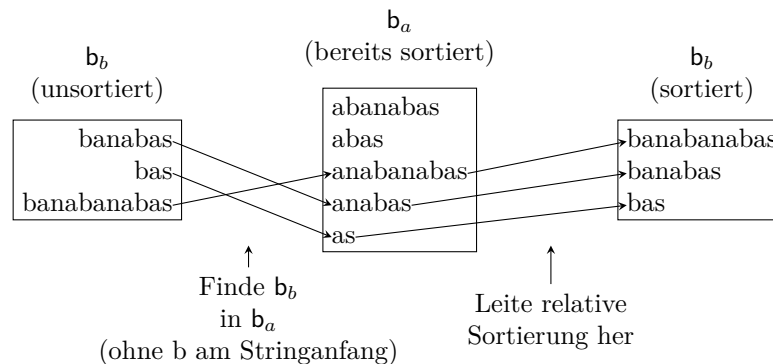 b_b
(unsortiert)
banabas
bas
banabanabas
b_a
(bereits sortiert)
abanabas
abas
anabanabas
anabas
as
b_b
(sortiert)
banabanabas
banabas
bas
Finde b_b
in b_a
(ohne b am Stringanfang)
Leite relative
Sortierung her